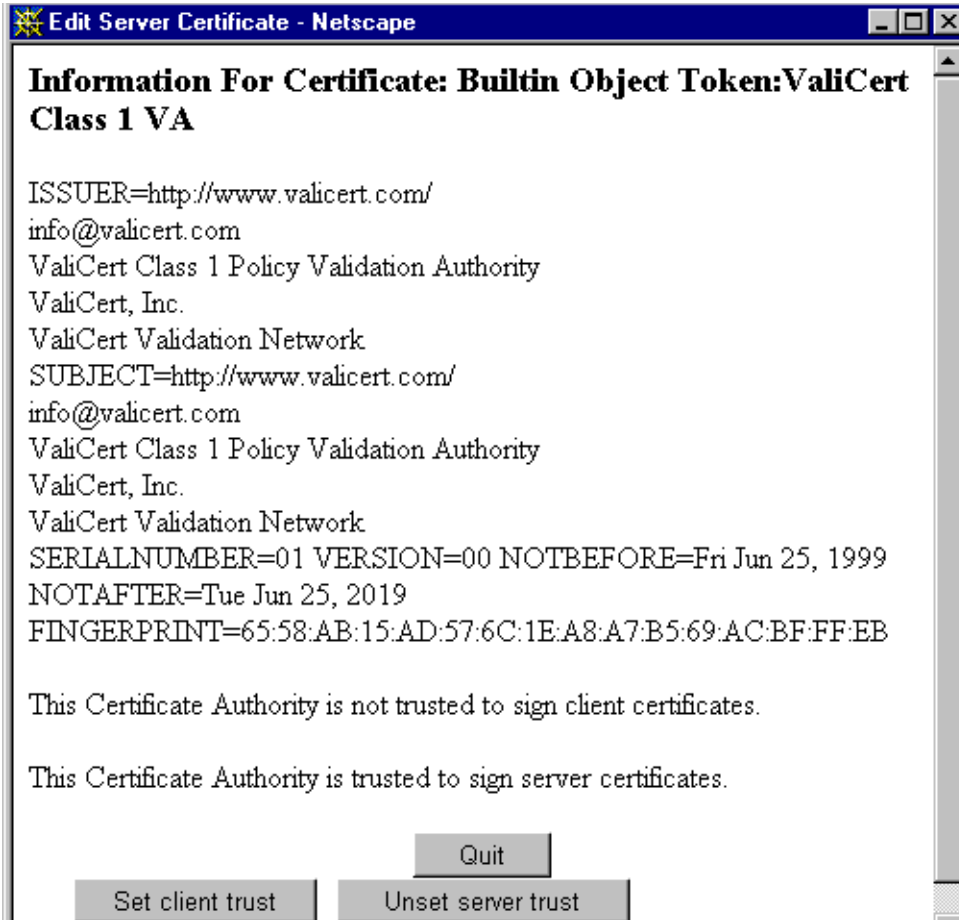 Edit Server Certificate - Netscape
Information For Certificate: Builtin Object Token:ValiCert
Class 1 VA
ISSUER=http://www.valicert.com/
info@valicert.com
ValiCert Class 1 Policy Validation Authority
ValiCert, Inc.
ValiCert Validation Network
SUBJECT=http://www.valicert.com/
info@valicert.com
ValiCert Class 1 Policy Validation Authority
ValiCert, Inc.
ValiCert Validation Network
SERIALNUMBER=01 VERSION=00 NOTBEFORE=Fri Jun 25, 1999
NOTAFTER=Tue Jun 25, 2019
FINGERPRINT=65:58:AB:15:AD:57:6C:1E:A8:A7:B5:69:AC:BF:FF:EB
This Certificate Authority is not trusted to sign client certificates.
This Certificate Authority is trusted to sign server certificates.
Quit
Set client trust Unset server trust